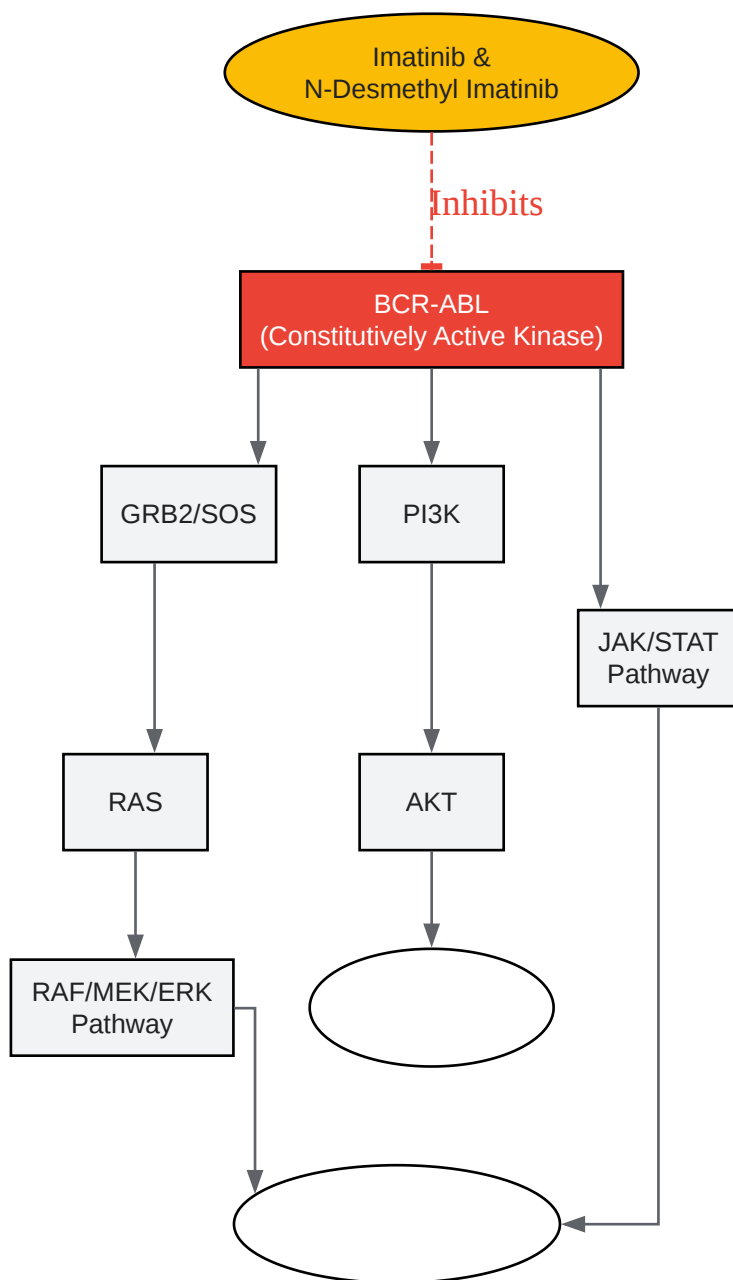 Imatinib &
N-Desmethyl Imatinib
Inhibits
BCR-ABL
(Constitutively Active Kinase)
GRB2/SOS
PI3K
JAK/STAT
Pathway
RAS
AKT
RAF/MEK/ERK
Pathway